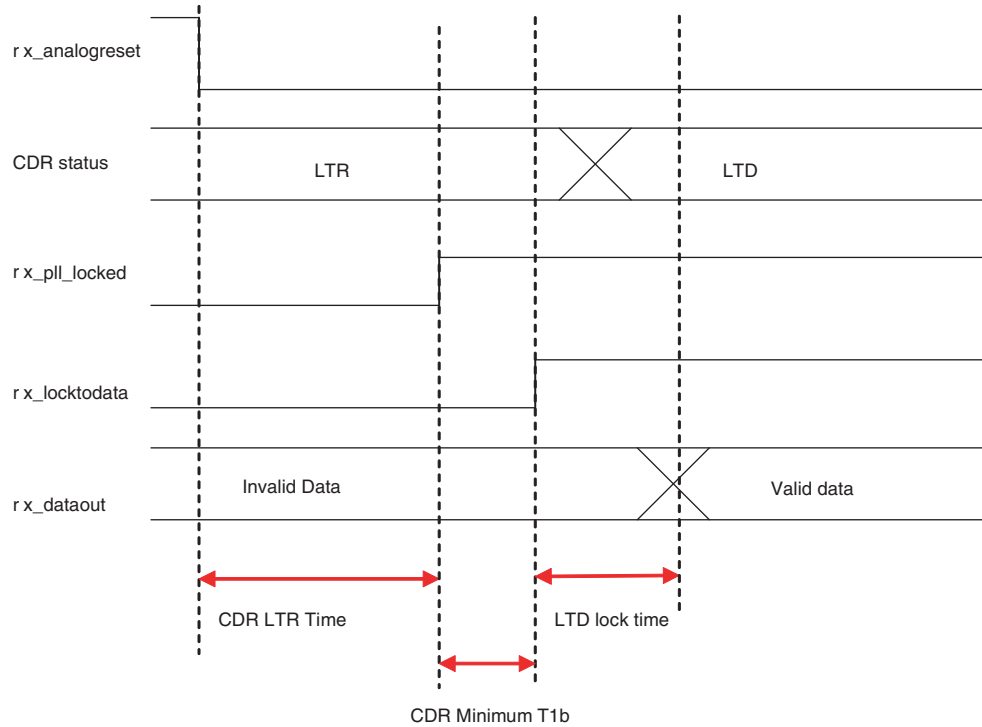 r x_analogreset
CDR status
LTR
LTD
r x_pll_locked
r x_locktodata
r x_dataout
Invalid Data
Valid data
CDR LTR Time
LTD lock time
CDR Minimum T1b